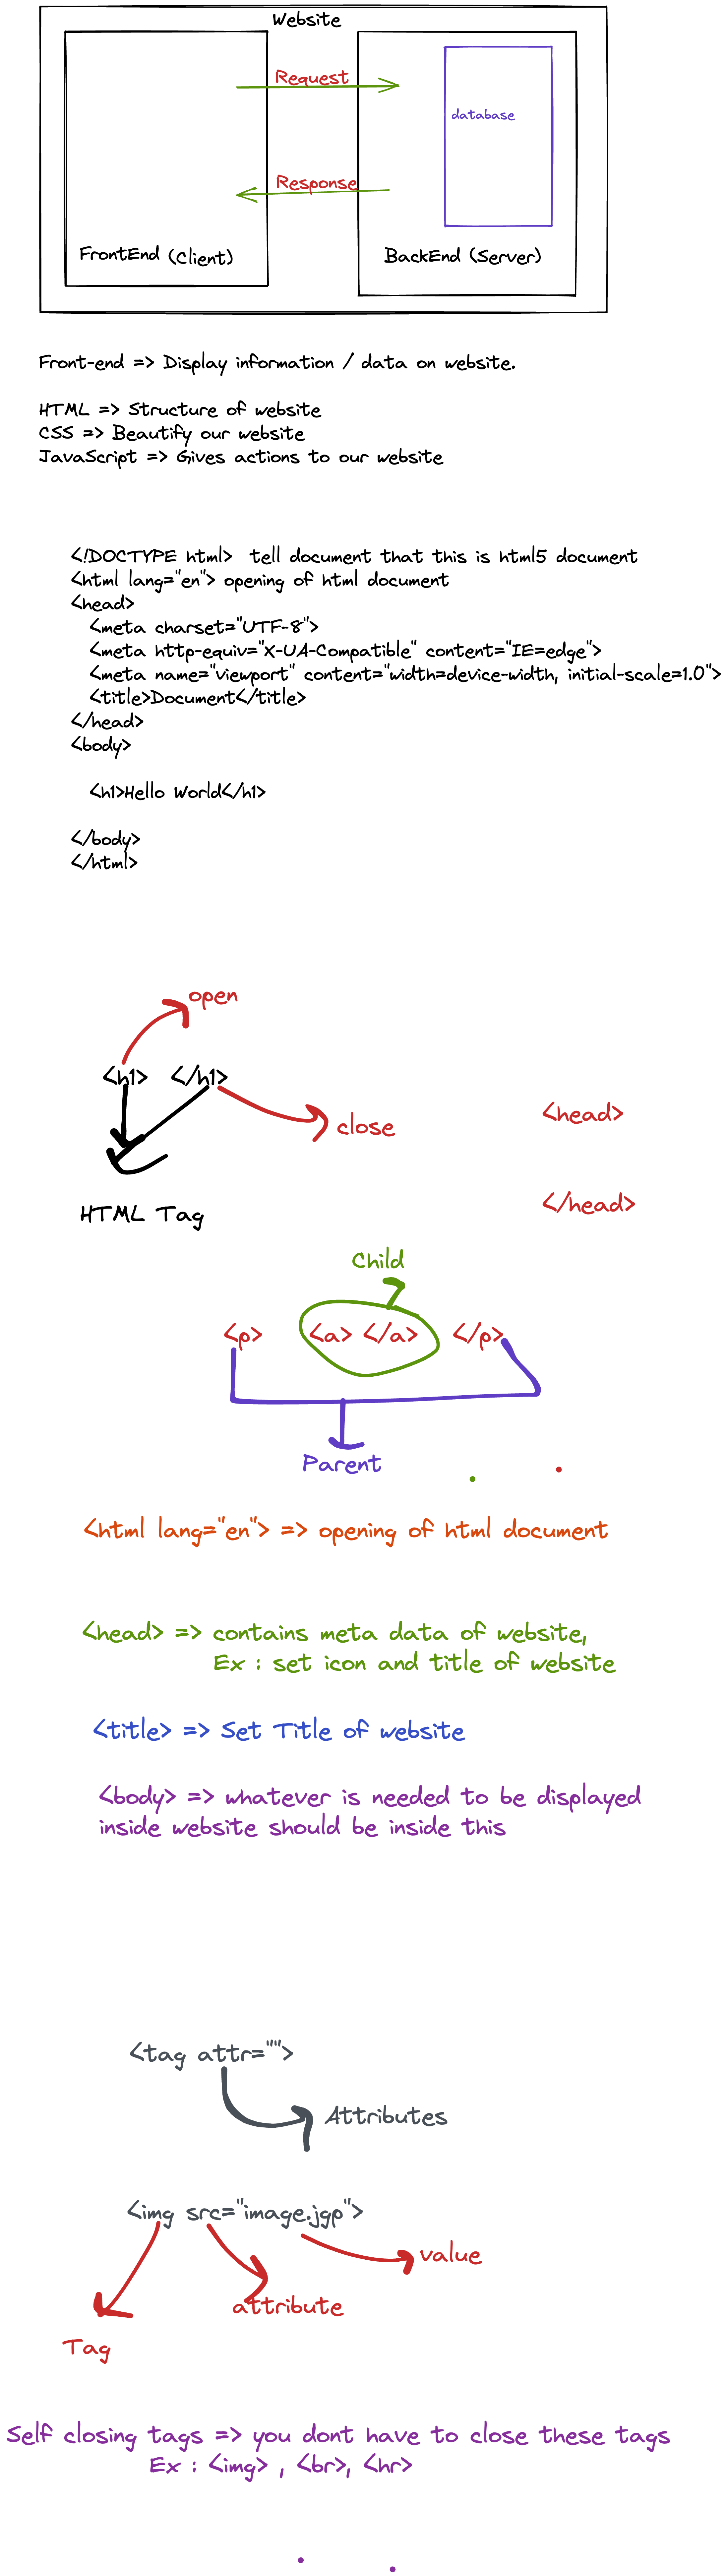 Website
Request
database
Response
FrontEnd (Client)
BackEnd (Server)
Front-end => Display information / data on website.
HTML => Structure of website
CSS => Beautify our website
JavaScript => Gives actions to our website
<!DOCTYPE html> tell document that this is html5 document
<html lang="en"> opening of html document
<head>
<meta charset="UTF-8">
<meta http-equiv="X-UA-Compatible" content="IE=edge">
<meta name="viewport" content="width=device-width, initial-scale=1.0">
<title>Document</title>
</head>
<body>
<h1>Hello World</h1>
</body>
</html>
open
<h1> </h1>
close
<head>
</head>
HTML Tag
Child
<p> <a> </a> </p>
Parent
<html lang="en"> => opening of html document
<head> => contains meta data of website,
Ex : set icon and title of website
<title> => Set Title of website
<body> => whatever is needed to be displayed
inside website should be inside this
<tag attr="">
Attributes
<img src="image.jgp">
value
attribute
Tag
Self closing tags => you dont have to close these tags
Ex : <img> , <br>, <hr>